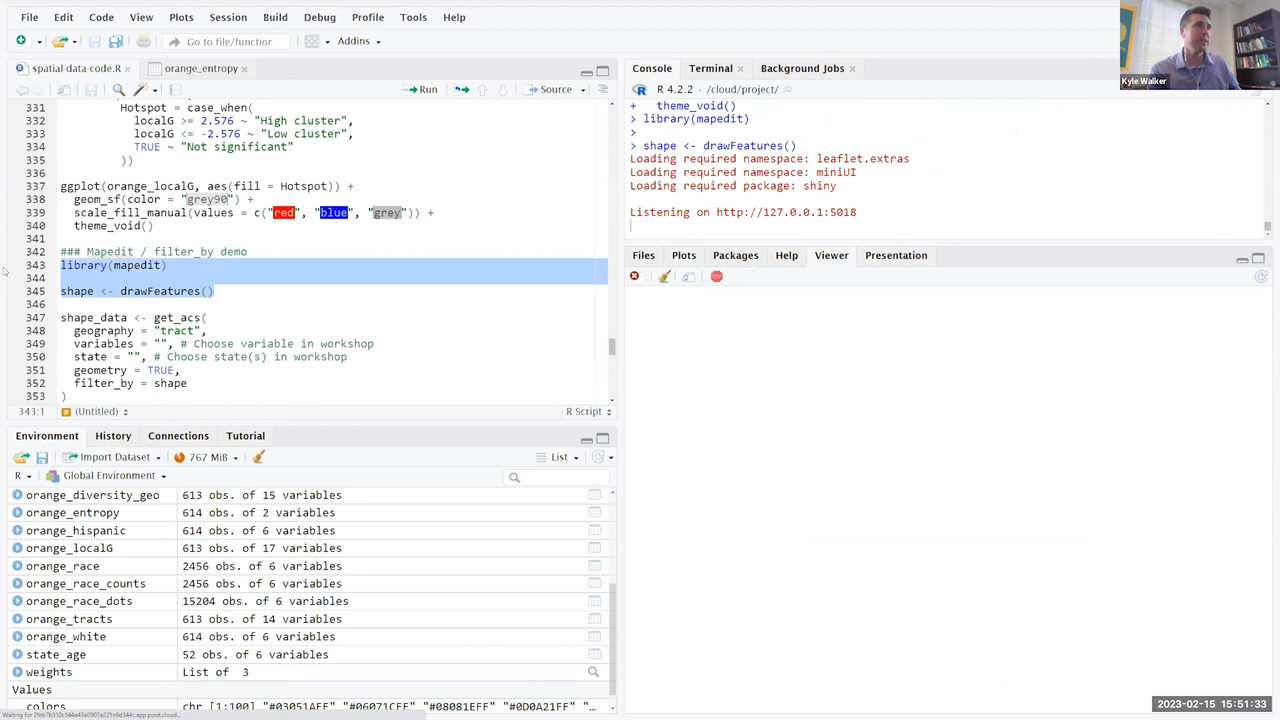 File Edit Code View Plots Session Build Debug Profile Tools Help
Go to file/function Addins
spatial-data-code.R orange_entropy
Run Source
331 Hotspot = case_when(
332 localG >= 2.576 ~ "High cluster",
333 localG <= -2.576 ~ "Low cluster",
334 TRUE ~ "Not significant"
335 ))
336
337 ggplot(orange_localG, aes(fill = Hotspot)) +
338 geom_sf(color = "grey90") +
339 scale_fill_manual(values = c("red", "blue", "grey")) +
340 theme_void()
341
342 ### Mapedit / filter_by demo
343 library(mapedit)
344
345 shape <- drawFeatures()
346
347 shape_data <- get_acs(
348 geography = "tract",
349 variables = "", # Choose variable in workshop
350 state = "", # Choose state(s) in workshop
351 geometry = TRUE,
352 filter_by = shape
353 )
343:1 (Untitled) R Script
Environment History Connections Tutorial
Import Dataset 767 MiB List
R Global Environment
orange_diversity_geo 613 obs. of 15 variables
orange_entropy 614 obs. of 2 variables
orange_hispanic 614 obs. of 6 variables
orange_localG 613 obs. of 17 variables
orange_race 2456 obs. of 6 variables
orange_race_counts 2456 obs. of 6 variables
orange_race_dots 15204 obs. of 6 variables
orange_tracts 613 obs. of 14 variables
orange_white 614 obs. of 6 variables
state_age 52 obs. of 6 variables
weights List of 3
Values
colors chr [1:100]
Console Terminal Background Jobs
R 4.2.2 · /cloud/project/
+ theme_void()
> library(mapedit)
>
> shape <- drawFeatures()
Loading required namespace: leaflet.extras
Loading required namespace: miniUI
Loading required package: shiny
Listening on http://127.0.0.1:5018
Files Plots Packages Help Viewer Presentation
Kyle Walker
2023-02-15 15:51:33